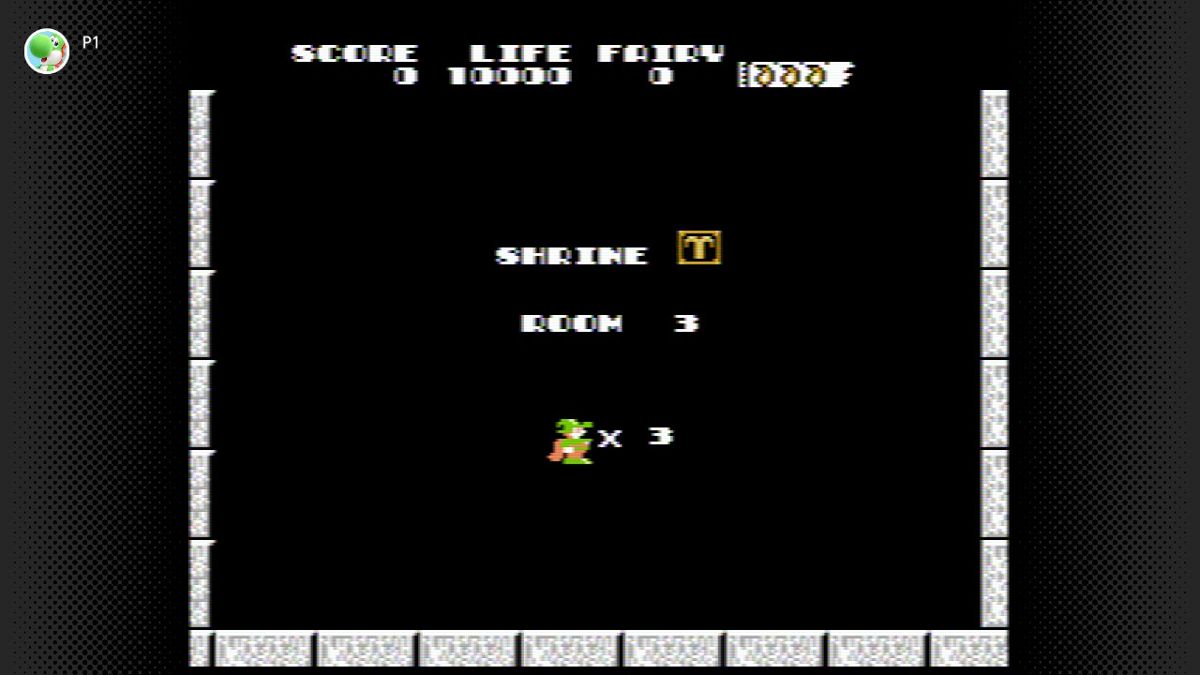 P1
SCORE LIFE FAIRY
0 10000 0
SHRINE ♈
ROOM 3
X 3